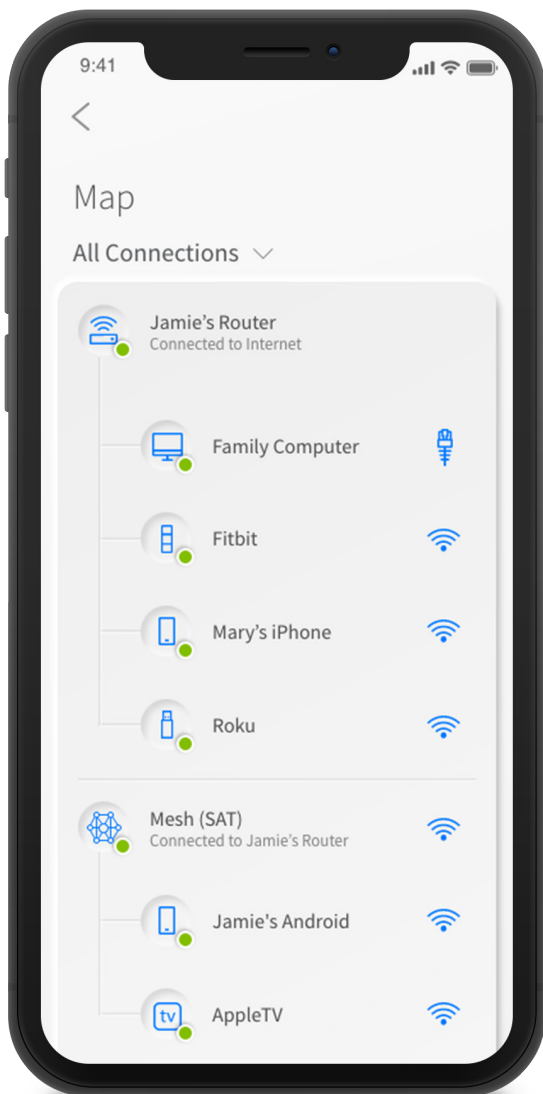 9:41
Map
All Connections
Jamie’s Router
Connected to Internet
Family Computer
Fitbit
Mary’s iPhone
Roku
Mesh (SAT)
Connected to Jamie’s Router
Jamie's Android
tv
AppleTV